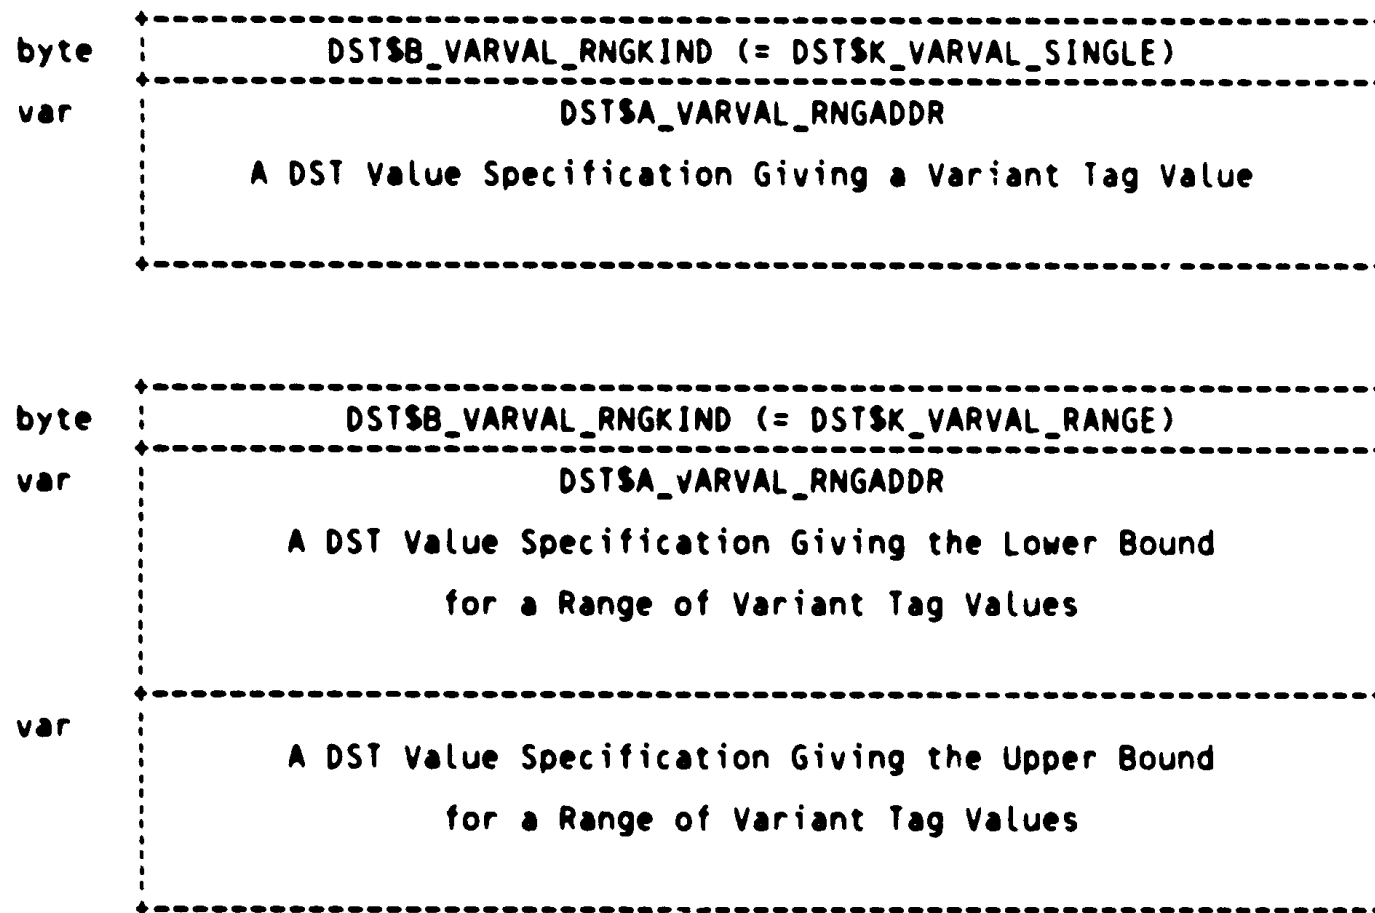 byte DST$B_VARVAL_RNGKIND (= DST$K_VARVAL_SINGLE)
var DST$A_VARVAL_RNGADDR
A DST Value Specification Giving a Variant Tag Value
byte DST$B_VARVAL_RNGKIND (= DST$K_VARVAL_RANGE)
var DST$A_VARVAL_RNGADDR
A DST Value Specification Giving the Lower Bound
for a Range of Variant Tag Values
var
A DST Value Specification Giving the Upper Bound
for a Range of Variant Tag Values